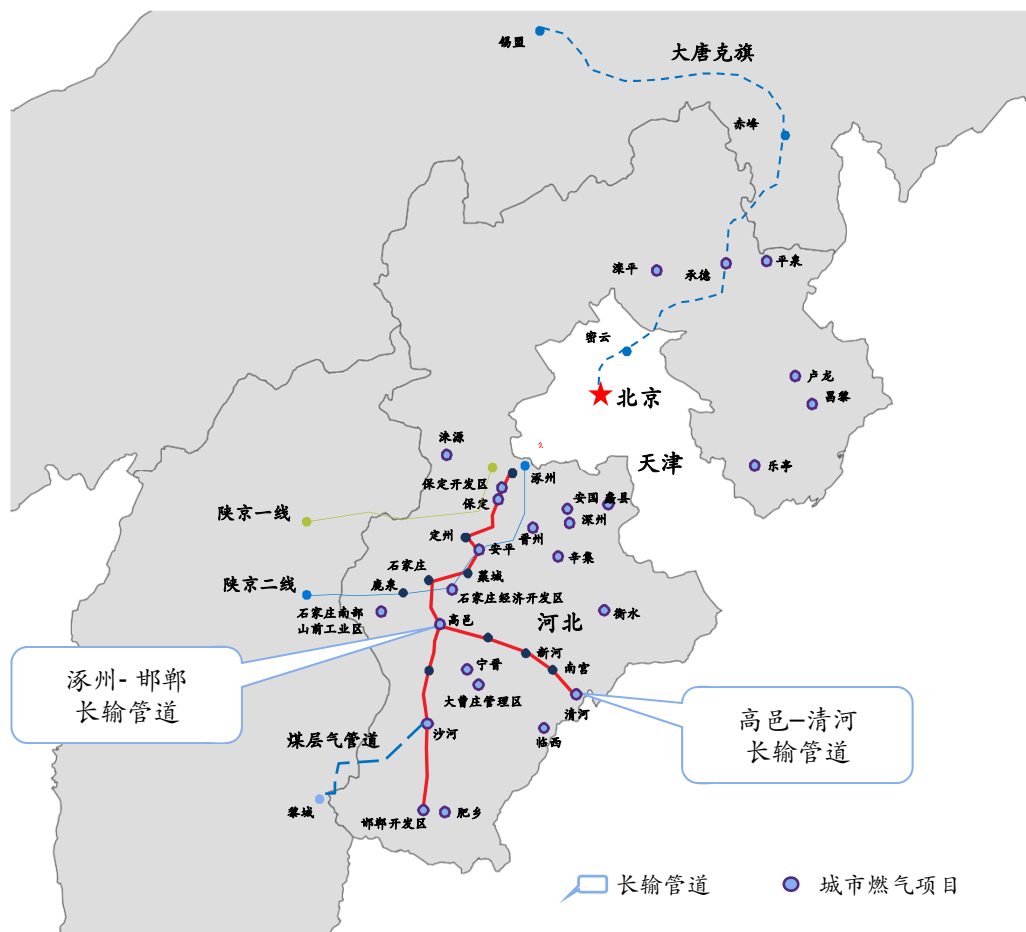 锡盟
大唐克旗
赤峰
滦平
承德
平泉
密云
北京
卢龙
昌黎
天津
涞源
乐亭
涿州
保定开发区
保定
安国
蠡县
深州
陕京一线
定州
晋州
安平
辛集
石家庄
藁城
陕京二线
鹿泉
石家庄经济开发区
石家庄南部
山前工业区
衡水
高邑
河北
新河
宁晋
南宫
涿州- 邯郸
长输管道
大曹庄管理区
清河
高邑–清河
长输管道
沙河
煤层气管道
临西
黎城
邯郸开发区
肥乡
长输管道
城市燃气项目